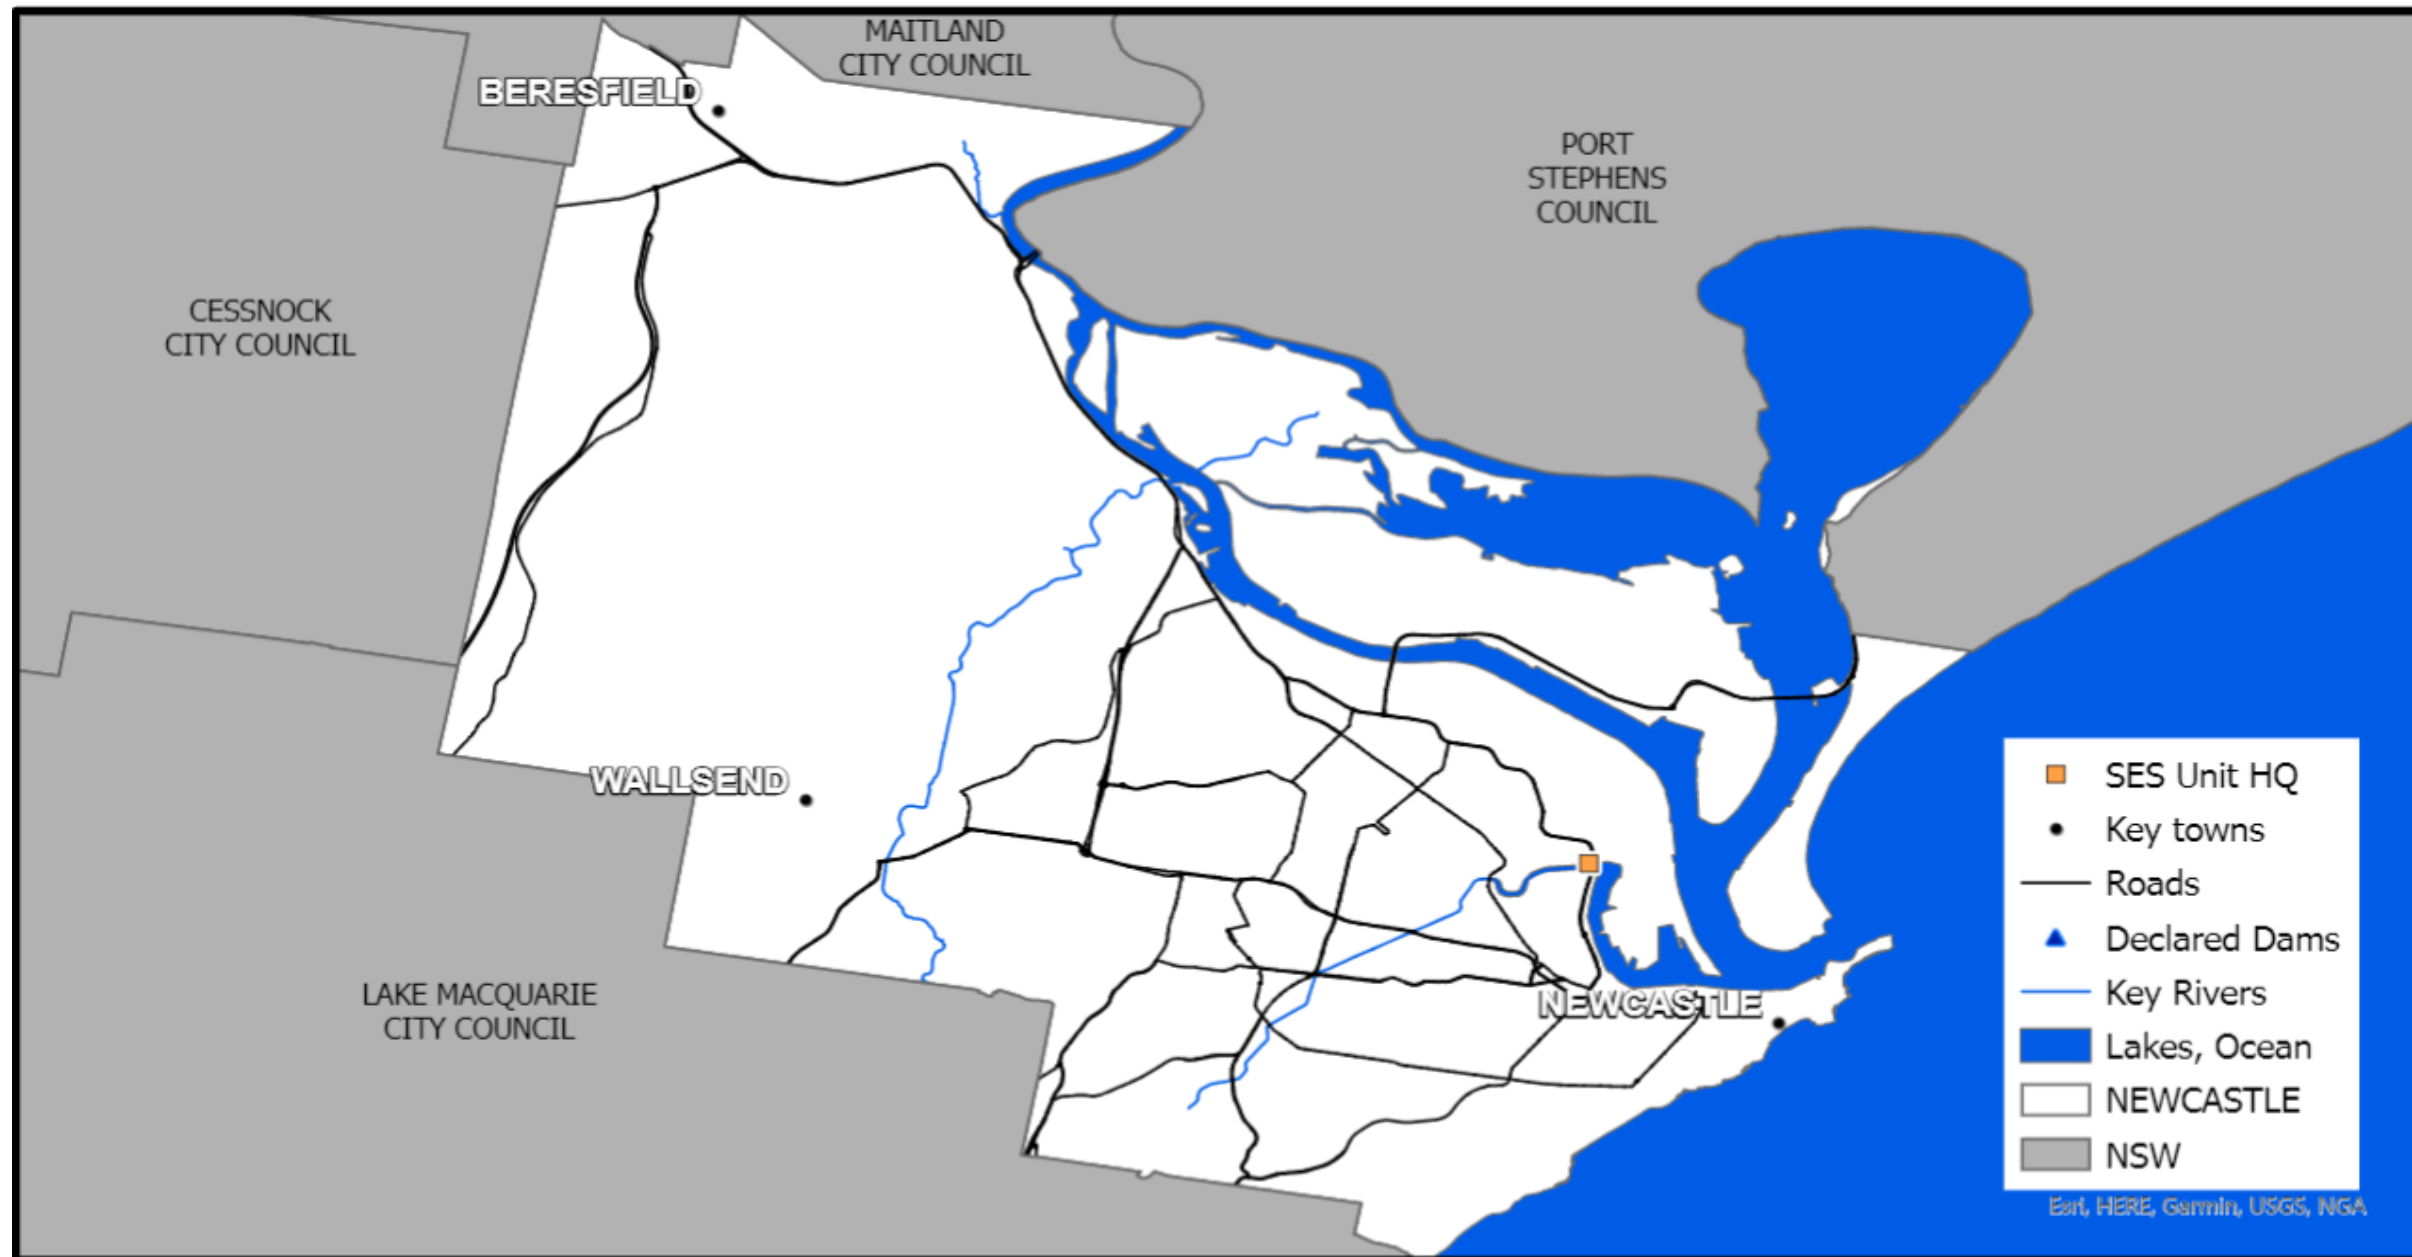 MAITLAND
CITY COUNCIL
BERESFIELD
PORT
STEPHENS
COUNCIL
CESSNOCK
CITY COUNCIL
WALLSEND
LAKE MACQUARIE
CITY COUNCIL
NEWCASTLE
SES Unit HQ
Key towns
Roads
Declared Dams
Key Rivers
Lakes, Ocean
NEWCASTLE
NSW
Esri, HERE, Garmin, USGS, NGA